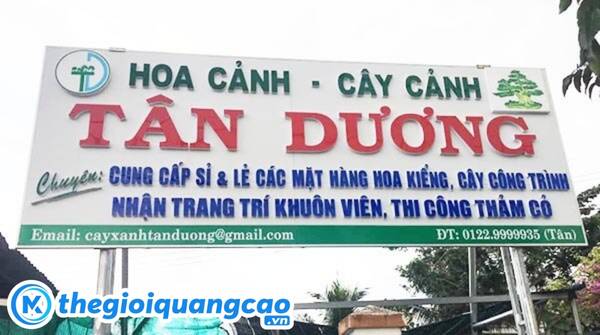 HOA CẢNH - CÂY CẢNH
TÂN DƯƠNG
Chuyên: CUNG CẤP SỈ & LẺ CÁC MẶT HÀNG HOA KIỂNG, CÂY CÔNG TRÌNH
NHẬN TRANG TRÍ KHUÔN VIÊN, THI CÔNG THẢM CỎ
Email: cayxanhtanduong@gmail.com ĐT: 0122.9999935 (Tân)
thegioiquangcao.vn